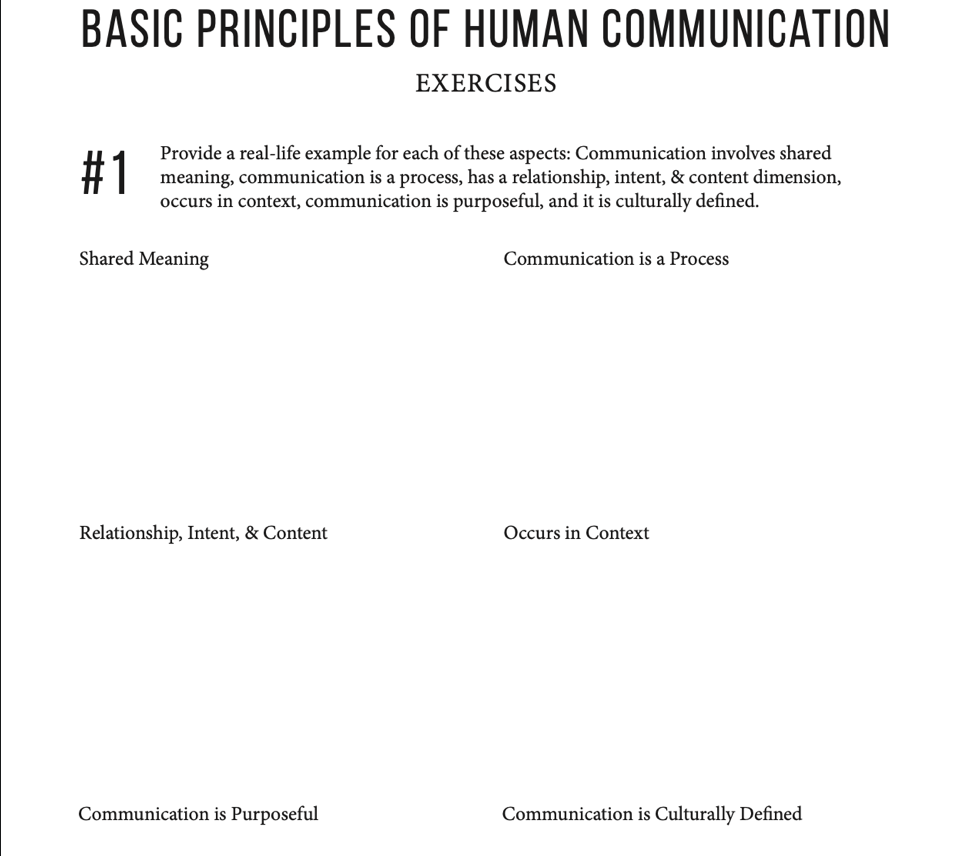 BASIC PRINCIPLES OF HUMAN COMMUNICATION
EXERCISES
#1
Provide a real-life example for each of these aspects: Communication involves shared
meaning, communication is a process, has a relationship, intent, & content dimension,
occurs in context, communication is purposeful, and it is culturally defined.
Shared Meaning
Communication is a Process
Relationship, Intent, & Content
Occurs in Context
Communication is Purposeful
Communication is Culturally Defined